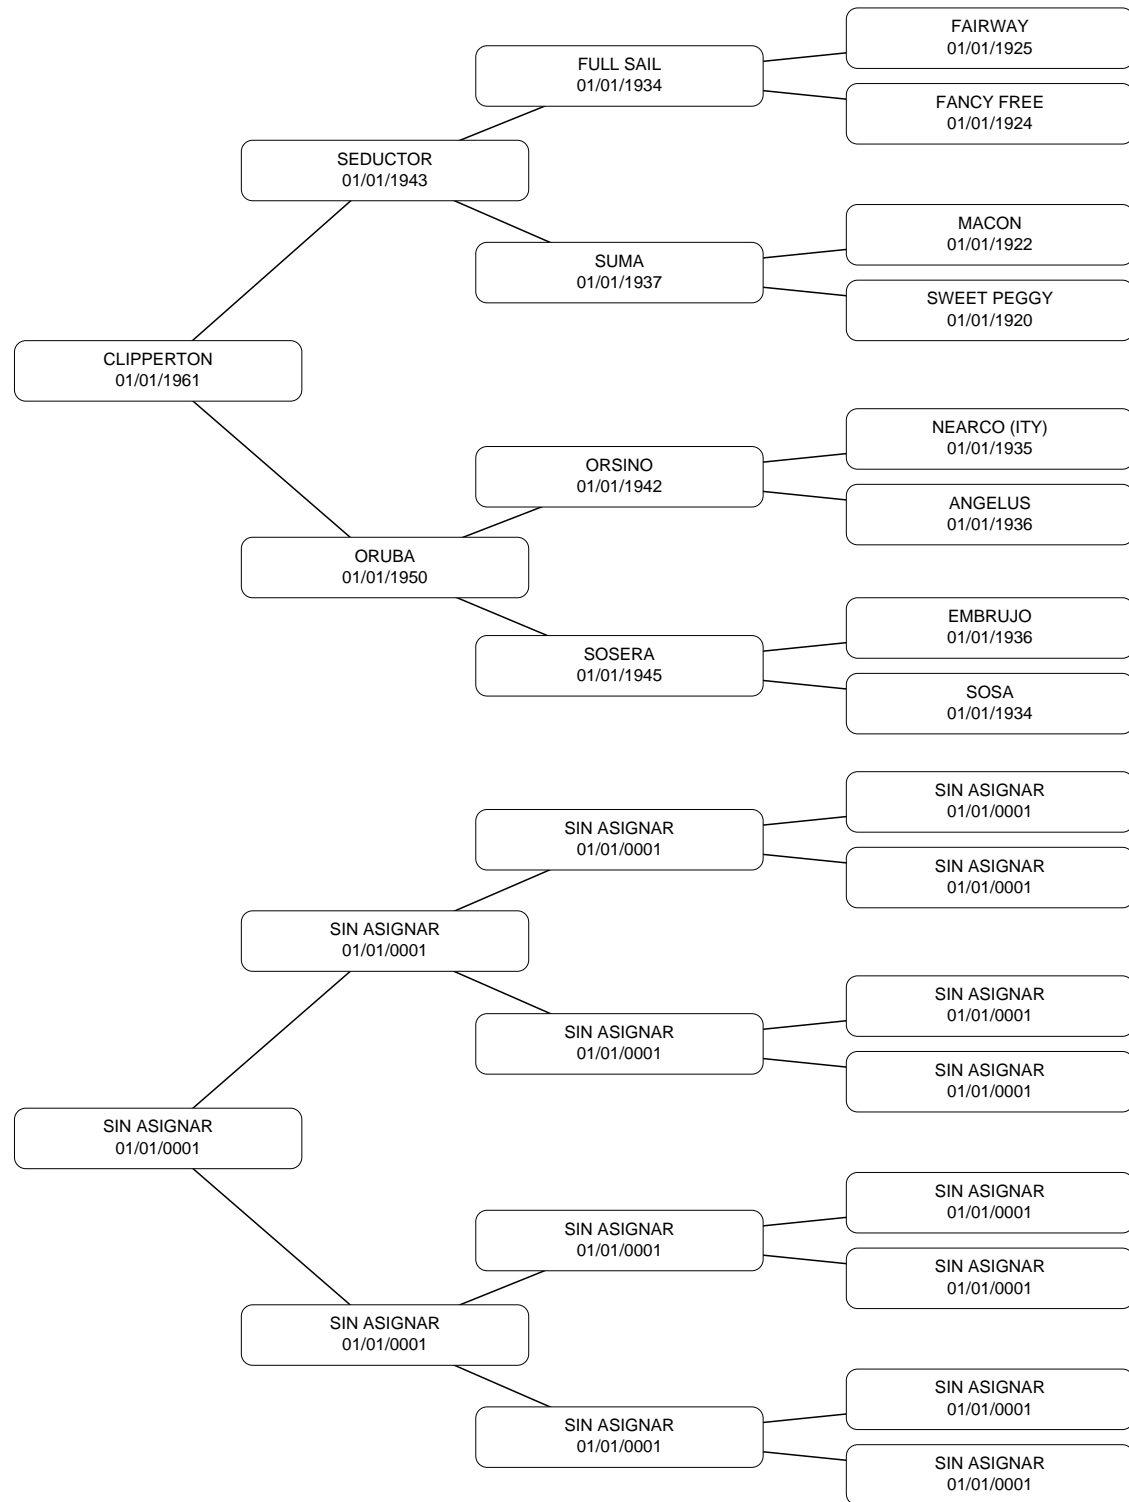 FAIRWAY
01/01/1925
FULL SAIL
01/01/1934
FANCY FREE
01/01/1924
SEDUCTOR
01/01/1943
MACON
01/01/1922
SUMA
01/01/1937
SWEET PEGGY
01/01/1920
CLIPPERTON
01/01/1961
NEARCO (ITY)
01/01/1935
ORSINO
01/01/1942
ANGELUS
01/01/1936
ORUBA
01/01/1950
EMBRUJO
01/01/1936
SOSERA
01/01/1945
SOSA
01/01/1934
SIN ASIGNAR
01/01/0001
SIN ASIGNAR
01/01/0001
SIN ASIGNAR
01/01/0001
SIN ASIGNAR
01/01/0001
SIN ASIGNAR
01/01/0001
SIN ASIGNAR
01/01/0001
SIN ASIGNAR
01/01/0001
SIN ASIGNAR
01/01/0001
SIN ASIGNAR
01/01/0001
SIN ASIGNAR
01/01/0001
SIN ASIGNAR
01/01/0001
SIN ASIGNAR
01/01/0001
SIN ASIGNAR
01/01/0001
SIN ASIGNAR
01/01/0001
SIN ASIGNAR
01/01/0001